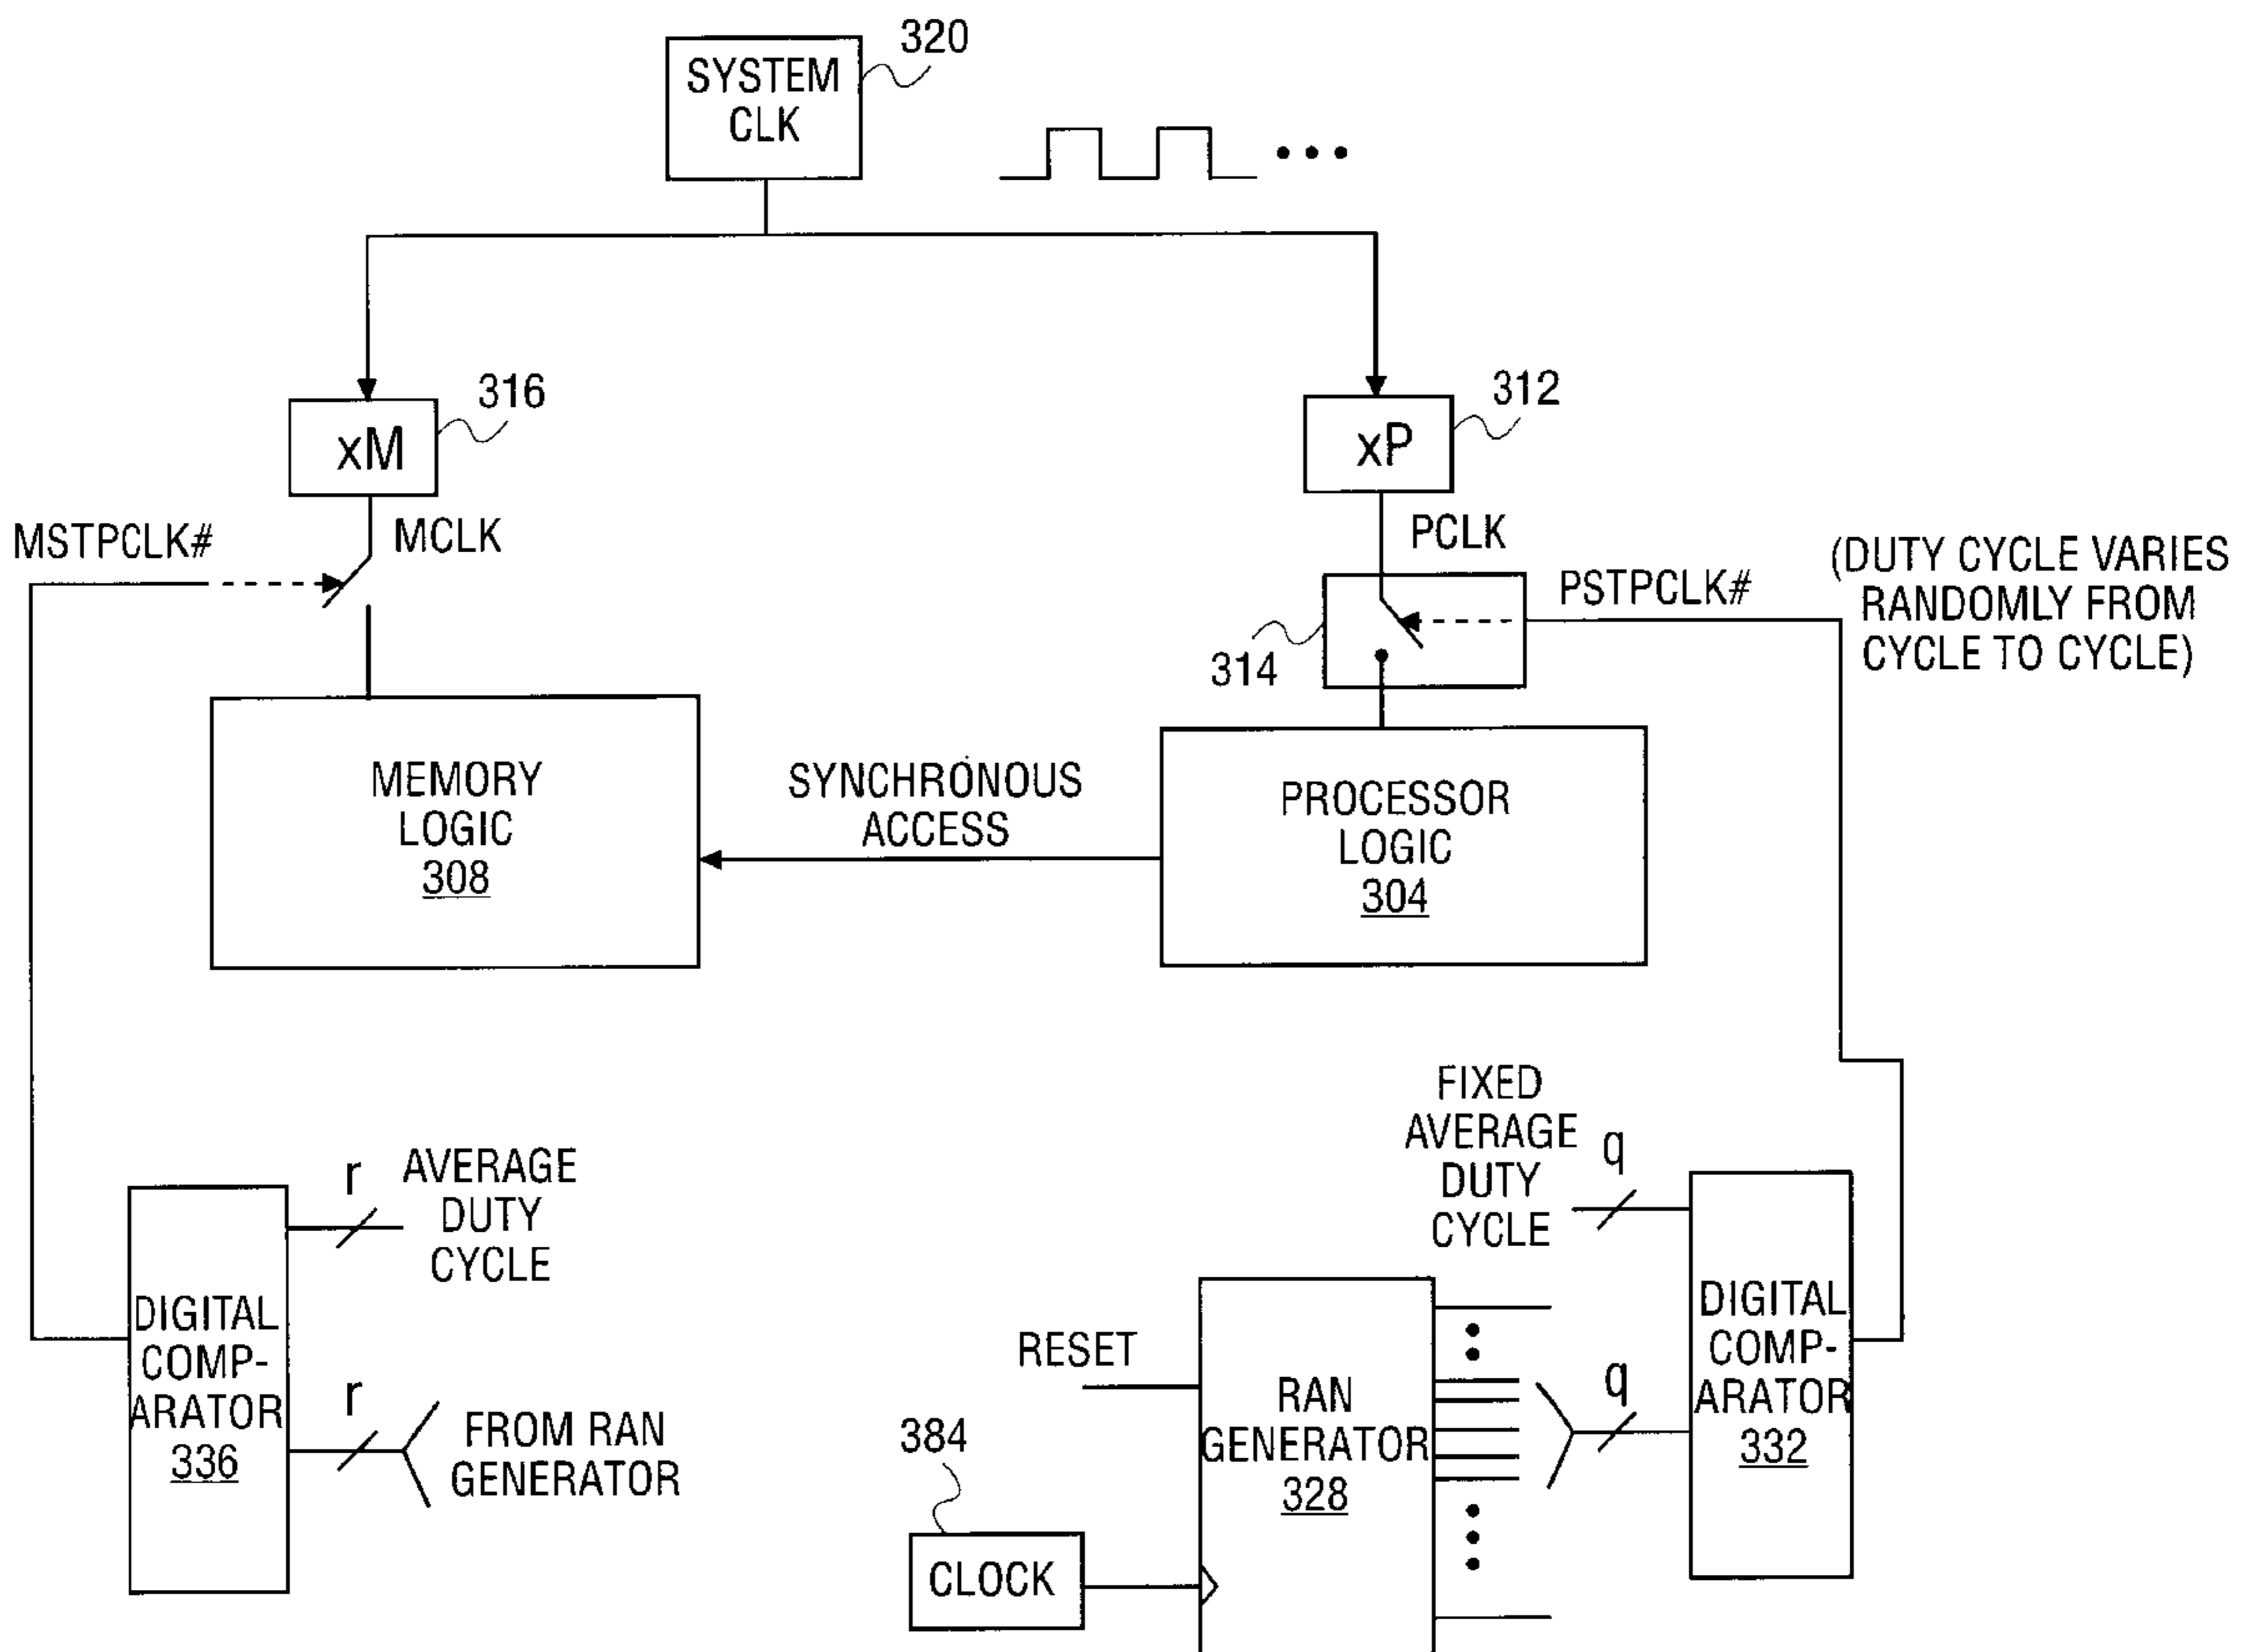 320
SYSTEM
CLK
316
xM
312
xP
MSTPCLK#
MCLK
PCLK
PSTPCLK#
(DUTY CYCLE VARIES
RANDOMLY FROM
CYCLE TO CYCLE)
314
MEMORY
LOGIC
308
SYNCHRONOUS
ACCESS
PROCESSOR
LOGIC
304
r
AVERAGE
DUTY
CYCLE
DIGITAL
COMP-
ARATOR
336
r
FROM RAN
GENERATOR
FIXED
AVERAGE
DUTY
CYCLE
q
RESET
RAN
GENERATOR
328
384
CLOCK
q
DIGITAL
COMP-
ARATOR
332